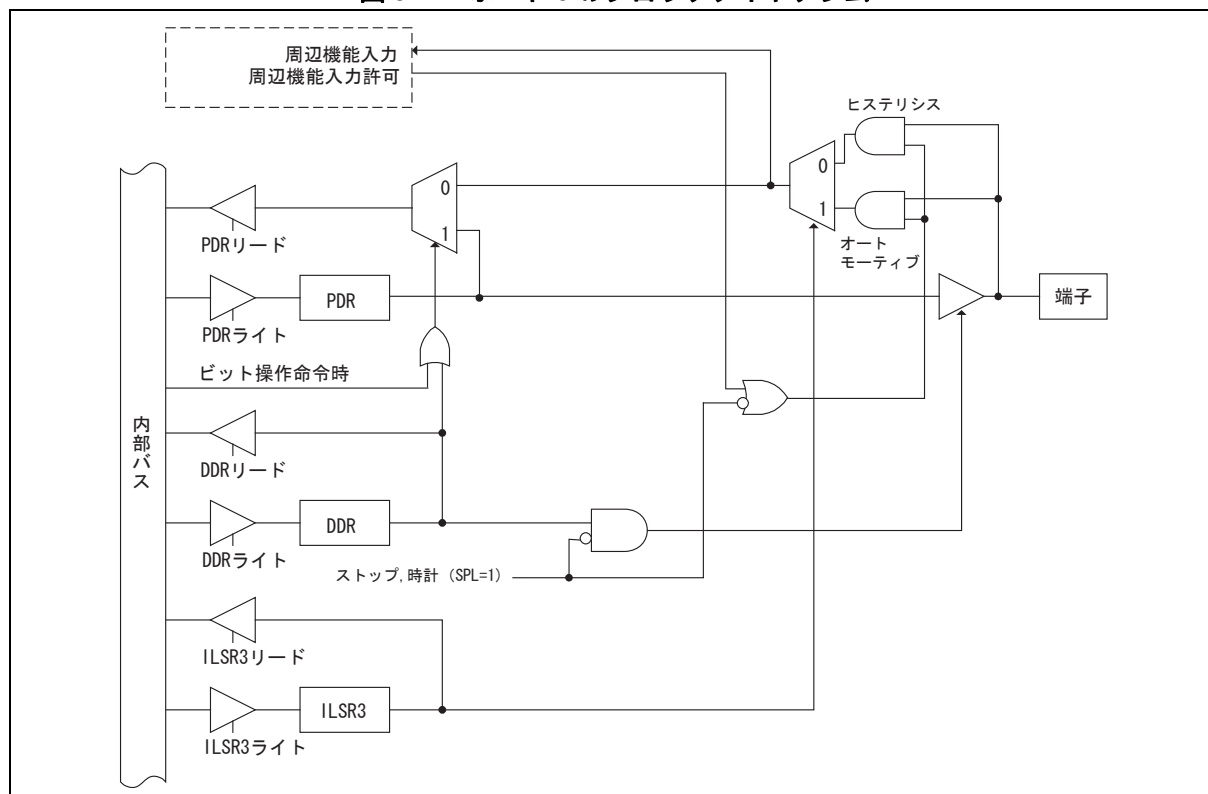 周辺機能入力
周辺機能入力許可
ヒステリシス
0
1
オート
モーティブ
0
1
PDRリード
PDR
PDRライト
端子
ビット操作命令時
内部バス
DDRリード
DDR
DDRライト
ストップ, 時計 (SPL=1)
ILSR3リード
ILSR3
ILSR3ライト